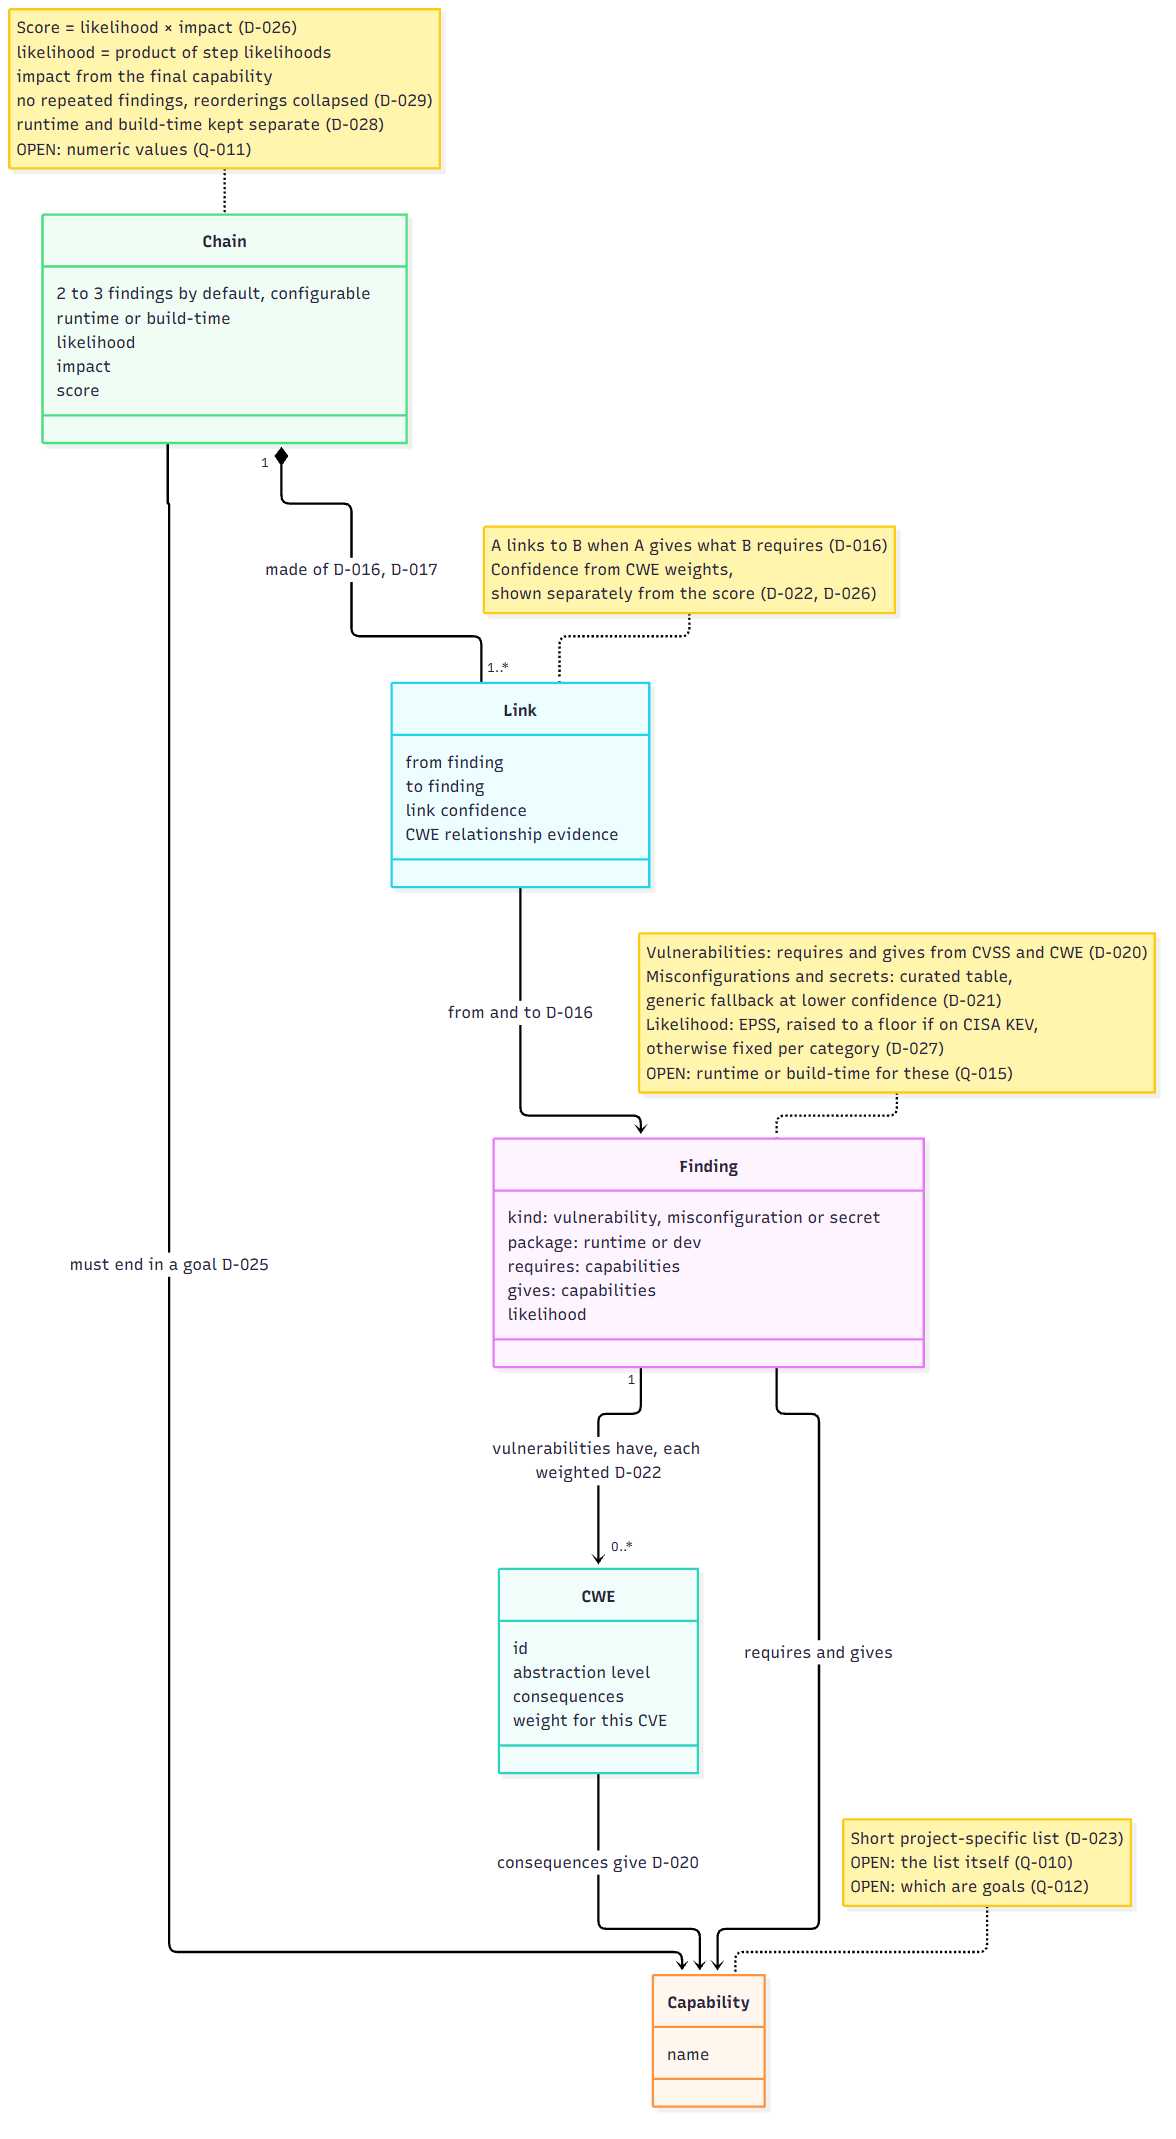 Score = likelihood × impact (D-026)
likelihood = product of step likelihoods
impact from the final capability
no repeated findings, reorderings collapsed (D-029)
runtime and build-time kept separate (D-028)
OPEN: numeric values (Q-011)
Chain
2 to 3 findings by default, configurable
runtime or build-time
likelihood
impact
score
1
made of D-016, D-017
A links to B when A gives what B requires (D-016)
Confidence from CWE weights,
shown separately from the score (D-022, D-026)
1..*
Link
from finding
to finding
link confidence
CWE relationship evidence
from and to D-016
Vulnerabilities: requires and gives from CVSS and CWE (D-020)
Misconfigurations and secrets: curated table,
generic fallback at lower confidence (D-021)
Likelihood: EPSS, raised to a floor if on CISA KEV,
otherwise fixed per category (D-027)
OPEN: runtime or build-time for these (Q-015)
Finding
kind: vulnerability, misconfiguration or secret
package: runtime or dev
requires: capabilities
gives: capabilities
likelihood
must end in a goal D-025
1
vulnerabilities have, each
weighted D-022
0..*
CWE
id
abstraction level
consequences
weight for this CVE
requires and gives
consequences give D-020
Short project-specific list (D-023)
OPEN: the list itself (Q-010)
OPEN: which are goals (Q-012)
Capability
name